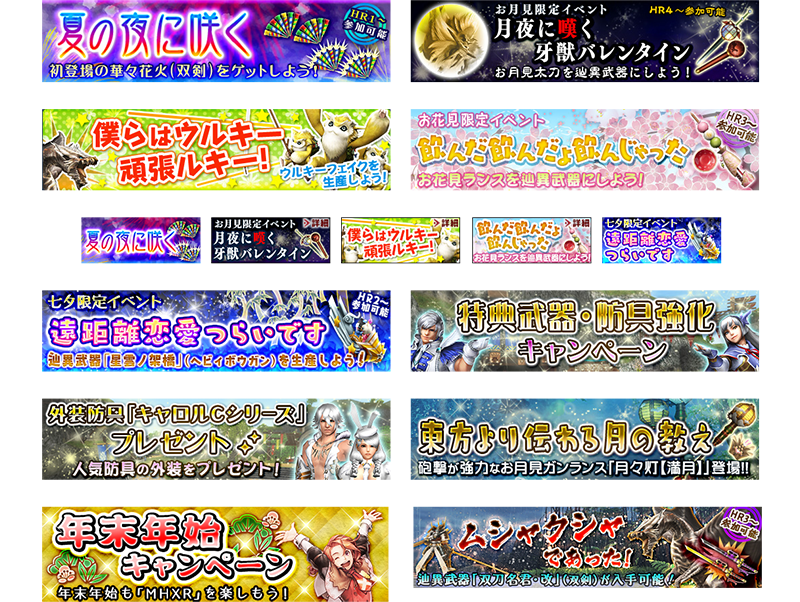 夏の夜に咲く
HR1〜
参加可能
初登場の華々花火(双剣)をゲットしよう!
お月見限定イベント
HR4〜参加可能
月夜に嘆く
牙獣バレンタイン
お月見太刀を辿異武器にしよう!
僕らはウルキー
頑張ルキー!
ウルキーフェイクを
生産しよう!
お花見限定イベント
HR3〜
参加可能
飲んだ飲んだよ飲んじゃった
お花見ランスを辿異武器にしよう!
夏の夜に咲く
お月見限定イベント
>詳細
月夜に嘆く
牙獣バレンタイン
>詳細
僕らはウルキー
頑張ルキー!
>詳細
飲んだ飲んだよ
飲んじゃった
お花見ランスを辿異武器にしよう!
七夕限定イベント
遠距離恋愛
つらいです
七夕限定イベント
HR2〜
参加可能
遠距離恋愛つらいです
辿異武器「星雲ノ架橋」(ヘビィボウガン)を生産しよう!
特典武器・防具強化
キャンペーン
外装防具「キャロルCシリーズ」
プレゼント
人気防具の外装をプレゼント!
東方より伝わる月の教え
砲撃が強力なお月見ガンランス「月々灯【満月】」登場!!
年末年始
キャンペーン
年末年始も「MHXR」を楽しもう!
ムシャクシャ
であった!
HR3〜
参加可能
辿異武器「双刀名君・改」(双剣)が入手可能!